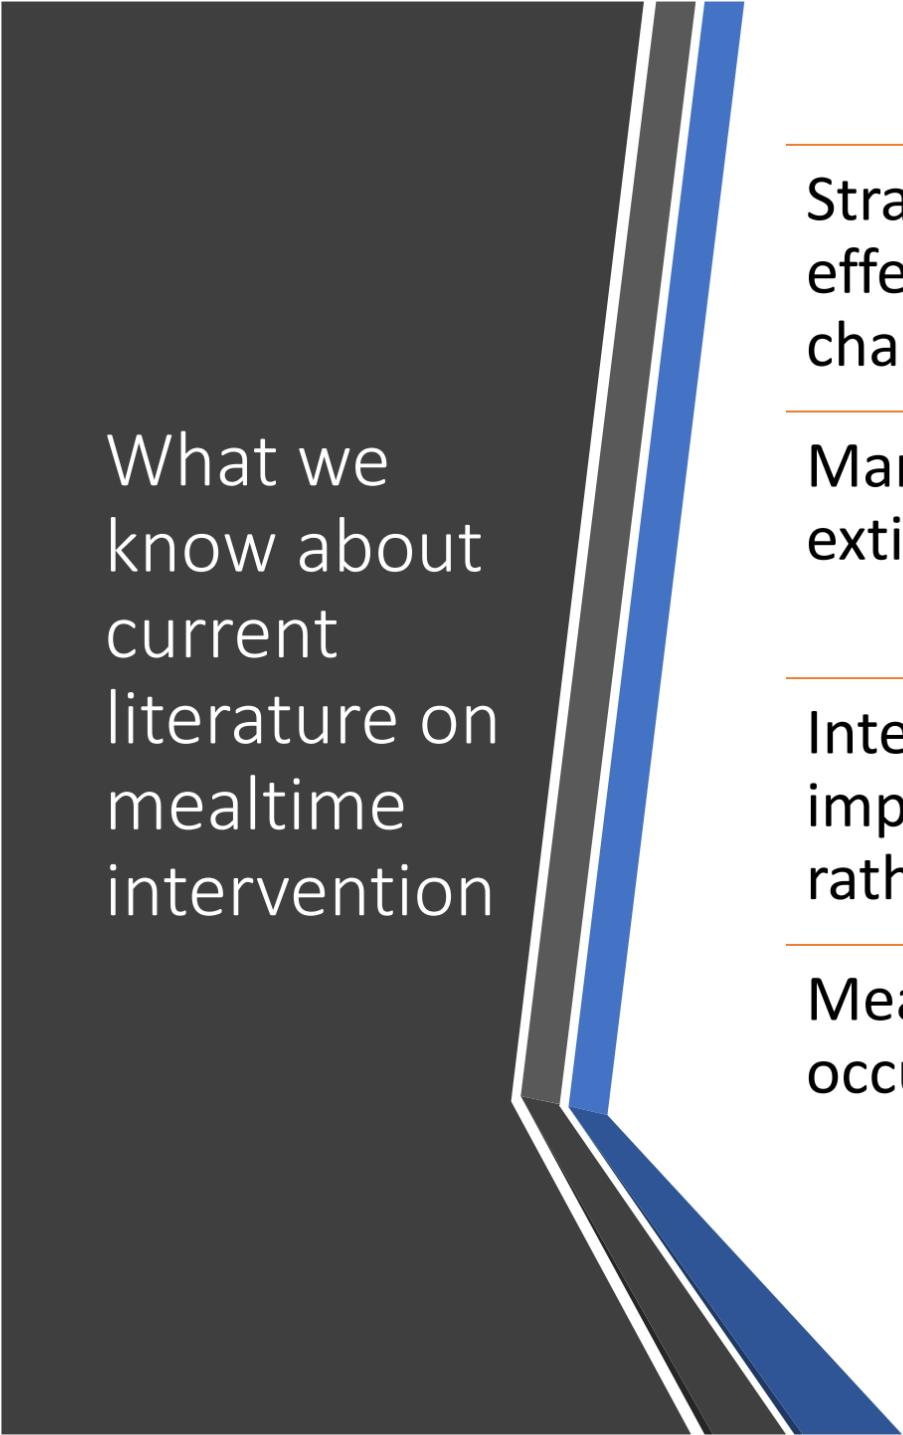 What we
know about
current
literature on
mealtime
intervention
Stra
effe
cha
Mar
exti
Inte
imp
rath
Mea
occu